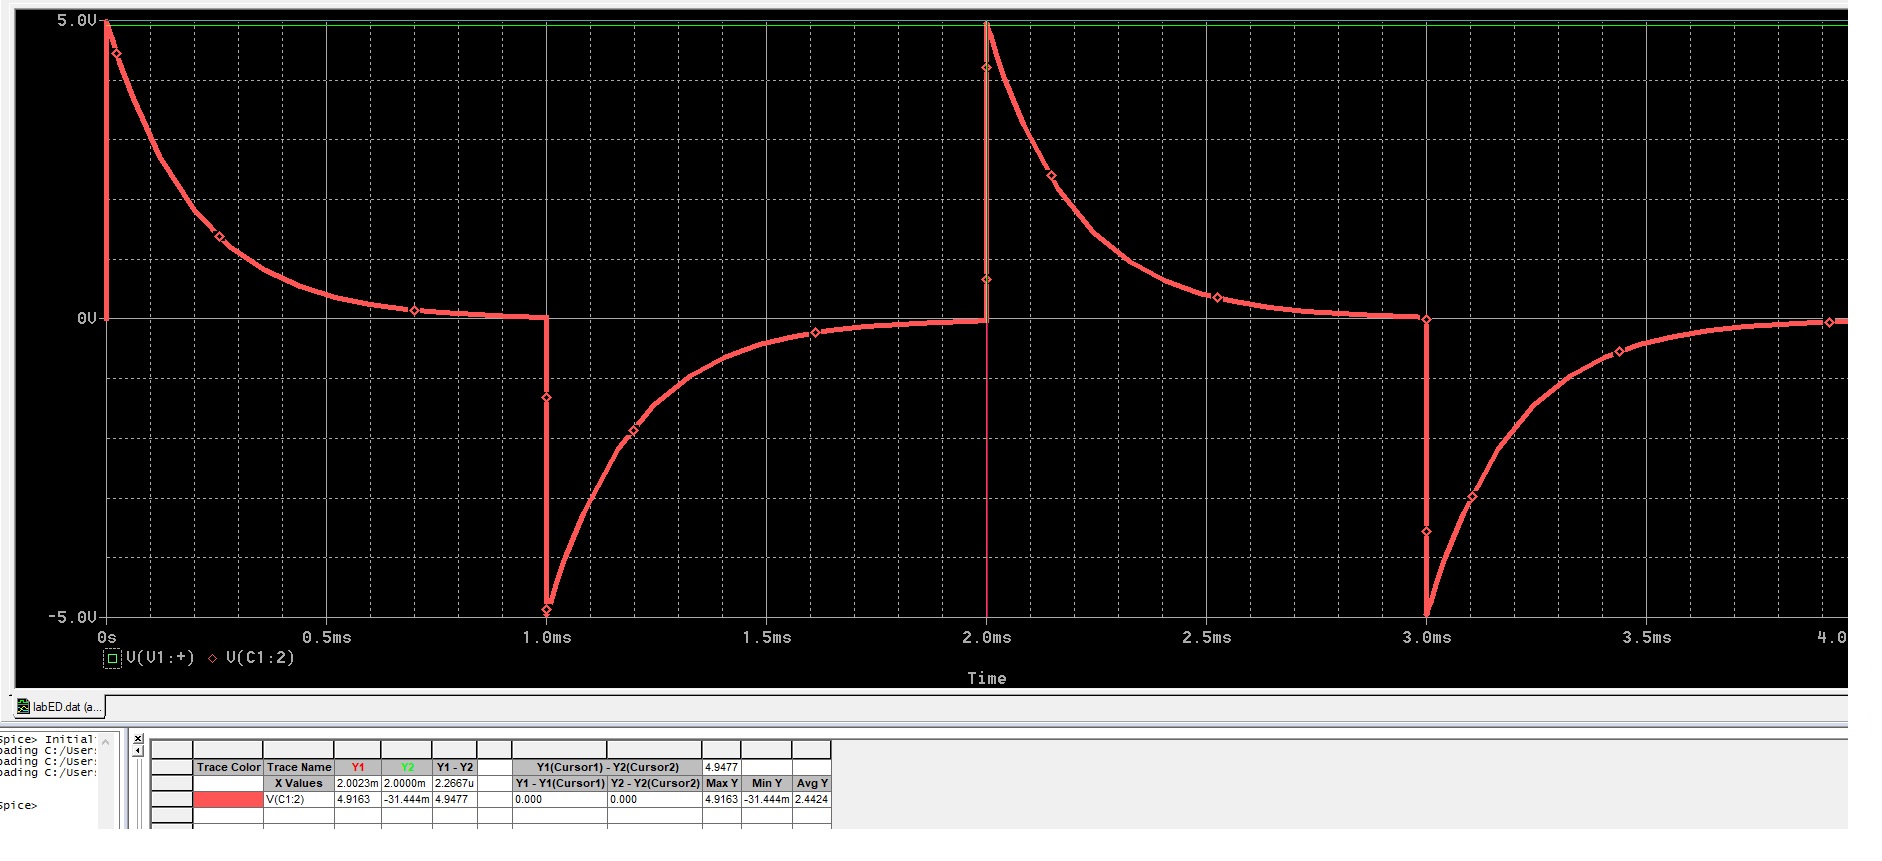 5.0V
0V
-5.0V
0s 0.5ms 1.0ms 1.5ms 2.0ms 2.5ms 3.0ms 3.5ms 4.0
V(V1:+) V(C1:2)
Time
labED.dat (a...
Spice> Initial
oading C:/User
oading C:/User
oading C:/User
Spice>
Trace Color Trace Name Y1 Y2 Y1 - Y2 Y1(Cursor1) - Y2(Cursor2) 4.9477
X Values 2.0023m 2.0000m 2.2667u Y1 - Y1(Cursor1) Y2 - Y2(Cursor2) Max Y Min Y Avg Y
V(C1:2) 4.9163 -31.444m 4.9477 0.000 0.000 4.9163 -31.444m 2.4424